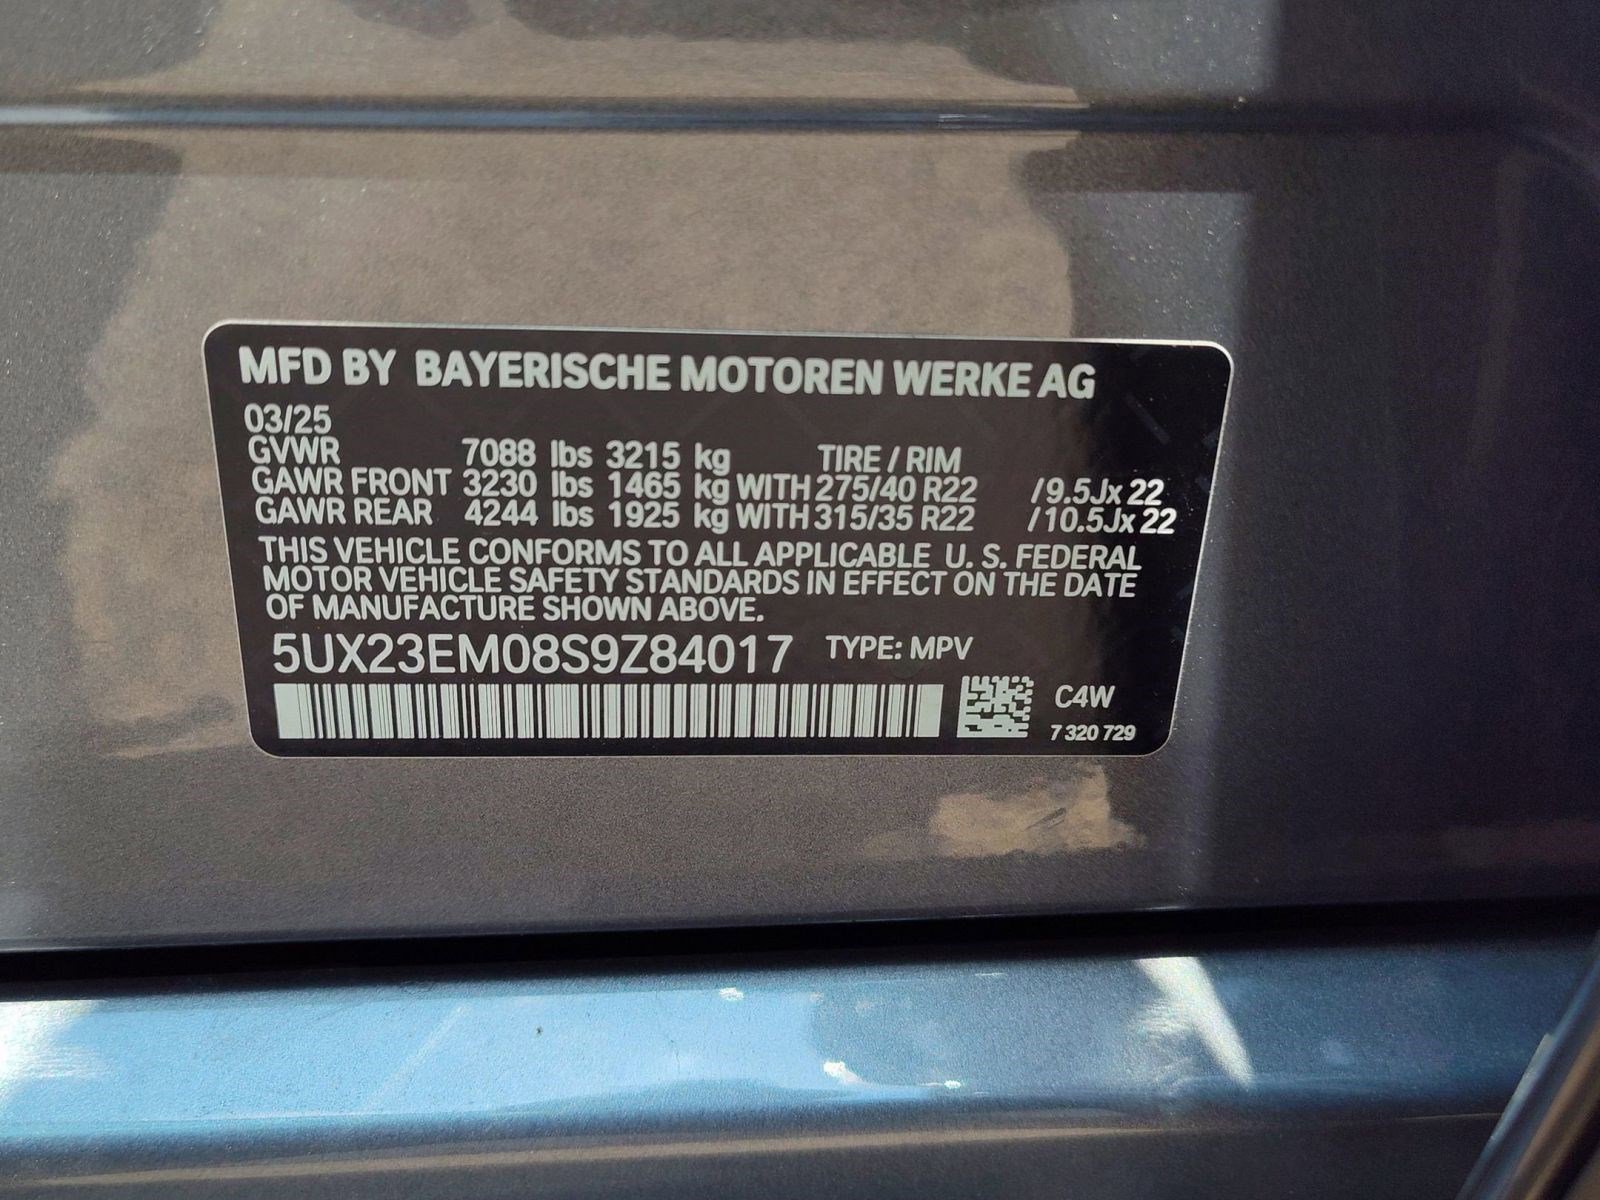 MFD BY BAYERISCHE MOTOREN WERKE AG
03/25
GVWR 7088 lbs 3215 kg TIRE / RIM
GAWR FRONT 3230 lbs 1465 kg WITH 275/40 R22 /9.5Jx 22
GAWR REAR 4244 lbs 1925 kg WITH 315/35 R22 /10.5Jx 22
THIS VEHICLE CONFORMS TO ALL APPLICABLE U. S. FEDERAL
MOTOR VEHICLE SAFETY STANDARDS IN EFFECT ON THE DATE
OF MANUFACTURE SHOWN ABOVE.
5UX23EM08S9Z84017 TYPE: MPV
C4W
7 320 729